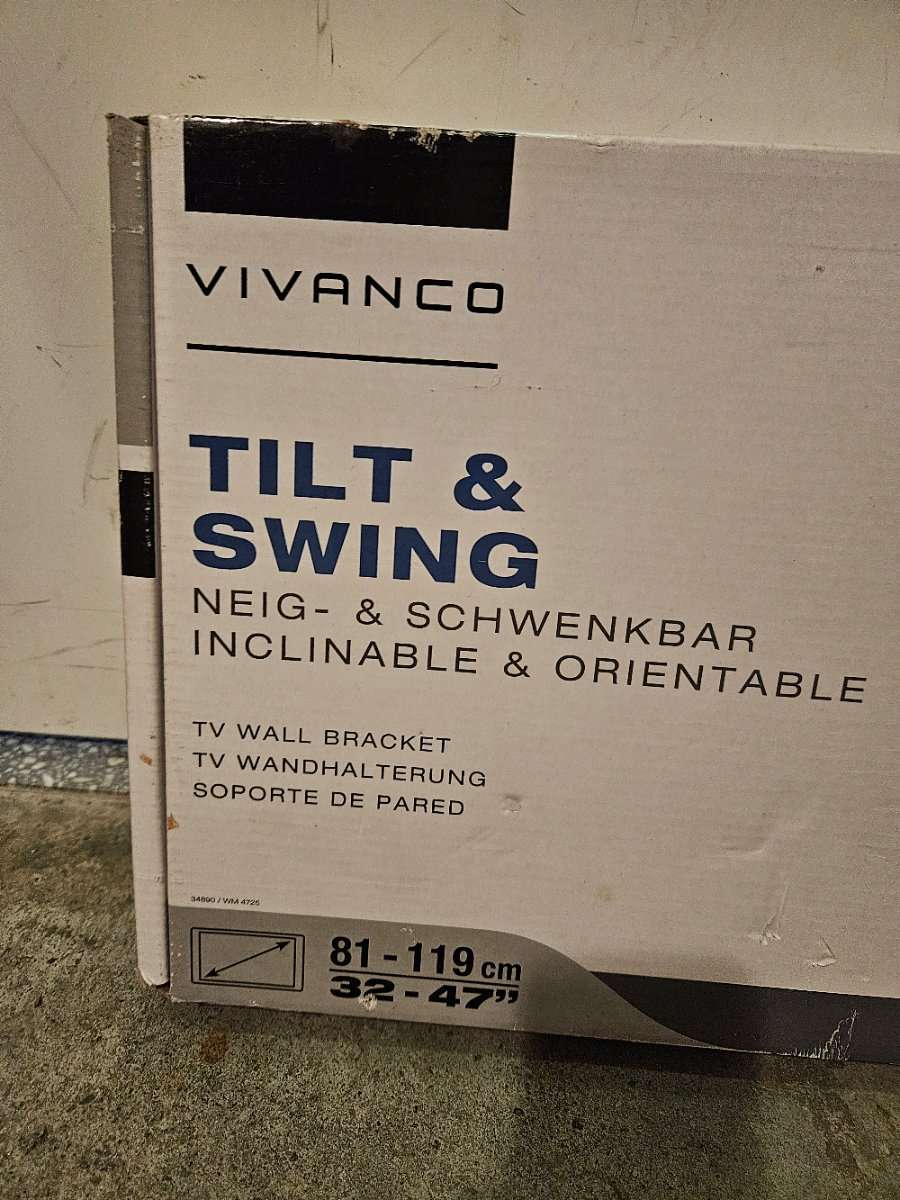 VIVANCO
TILT &
SWING
NEIG- & SCHWENKBAR
INCLINABLE & ORIENTABLE
TV WALL BRACKET
TV WANDHALTERUNG
SOPORTE DE PARED
34890 / WM 4725
81 - 119 cm
32 - 47”